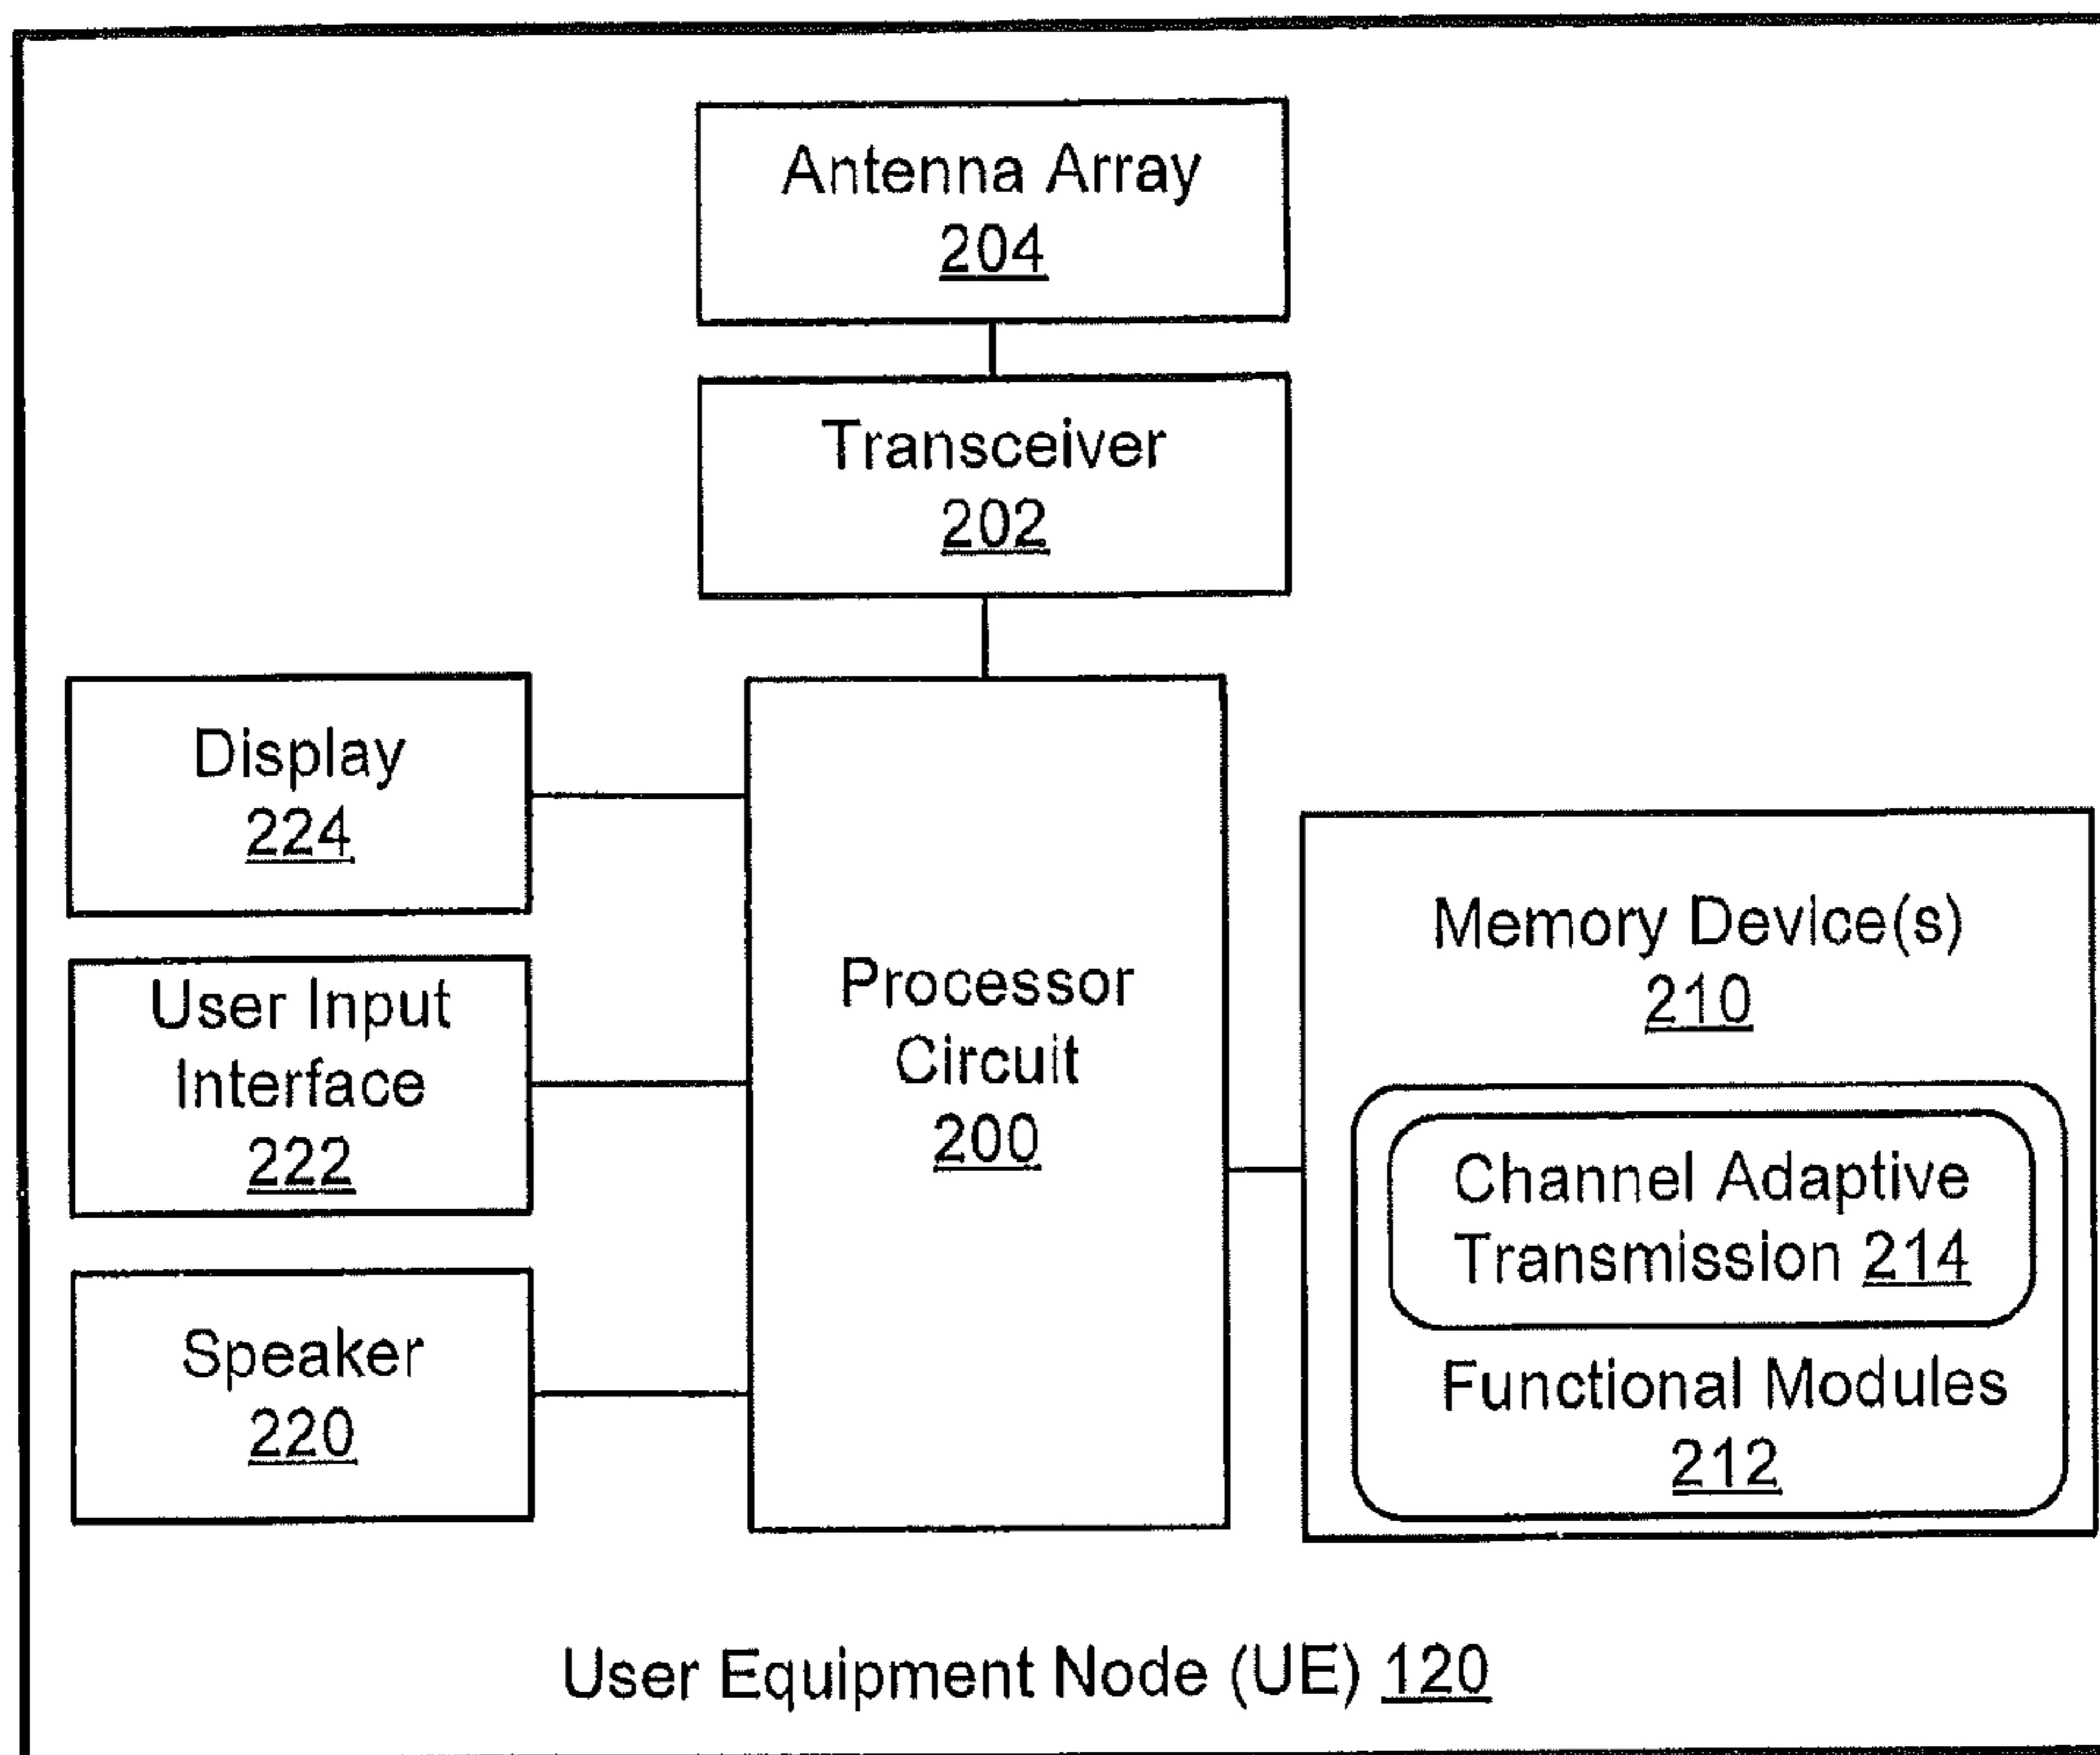 Antenna Array
204
Transceiver
202
Display
224
User Input
Interface
222
Speaker
220
Processor
Circuit
200
Memory Device(s)
210
Channel Adaptive
Transmission 214
Functional Modules
212
User Equipment Node (UE) 120